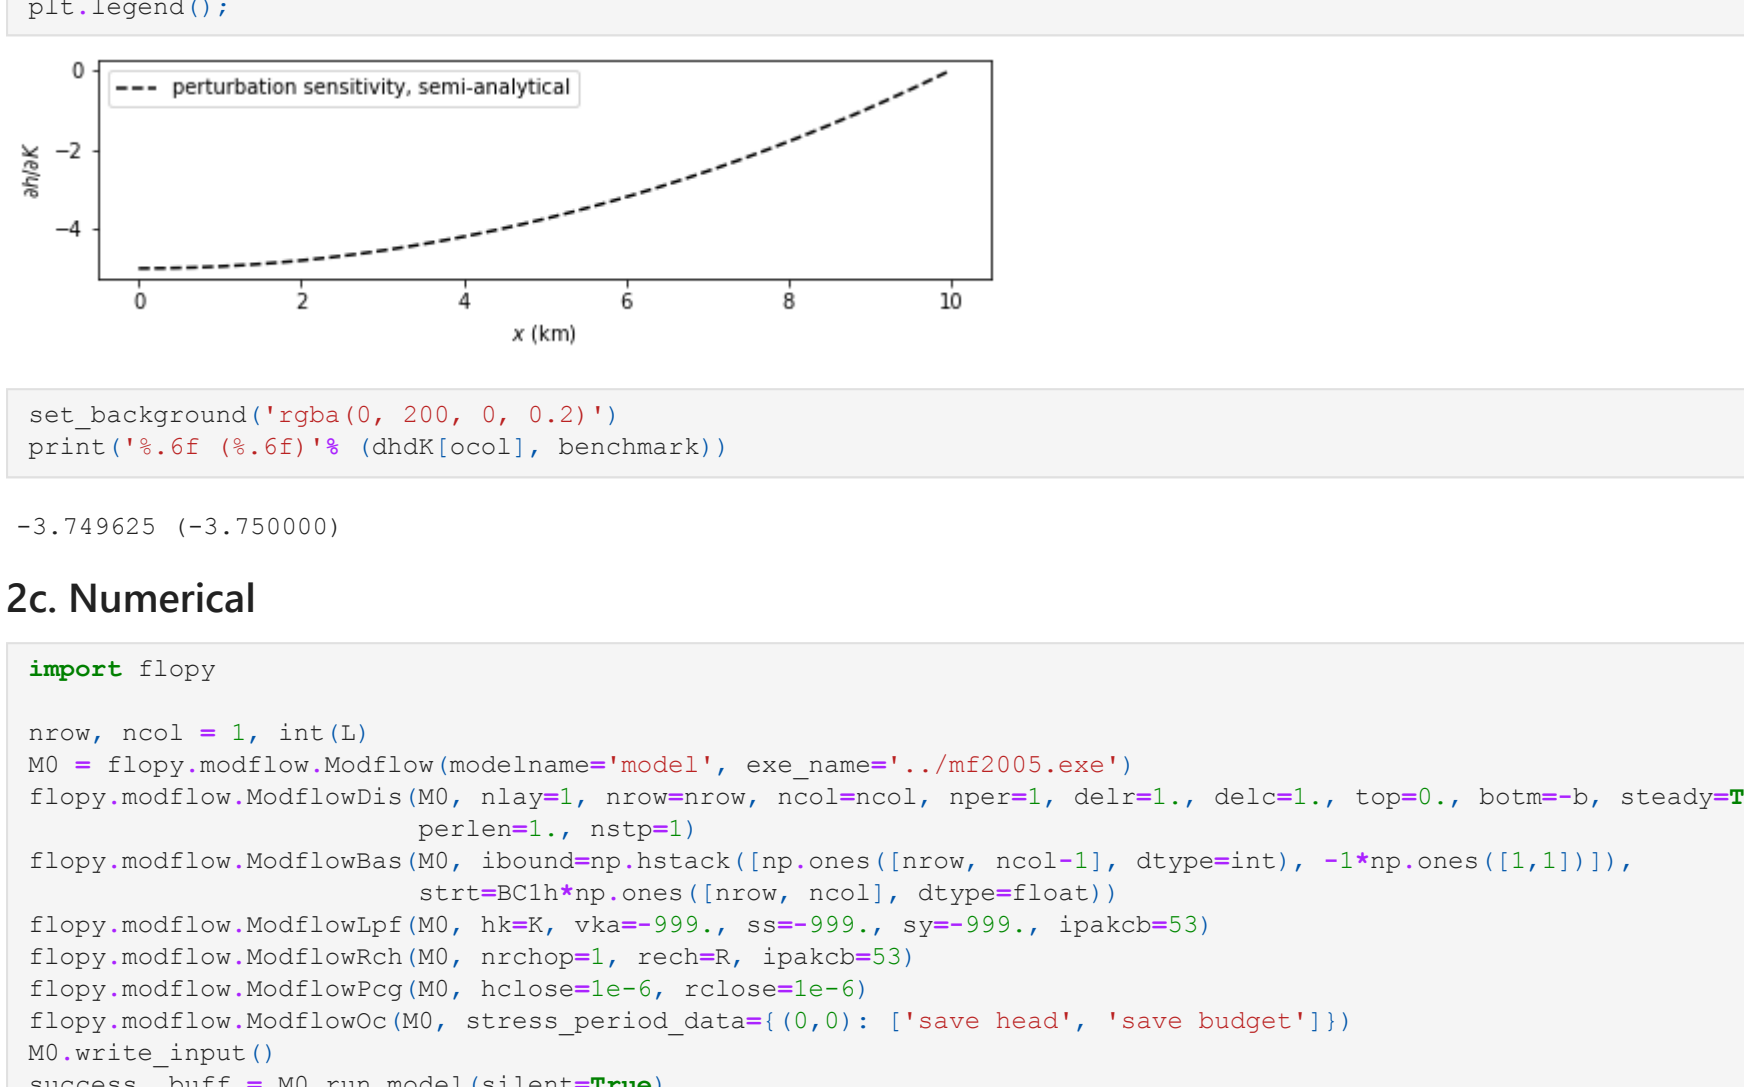 plt.legend();
0
perturbation sensitivity, semi-analytical
−2
∂h/∂K
−4
0 2 4 6 8 10
x (km)
set_background('rgba(0, 200, 0, 0.2)')
print('%.6f (%.6f)'% (dhdK[ocol], benchmark))
-3.749625 (-3.750000)
2c. Numerical
import flopy
nrow, ncol = 1, int(L)
M0 = flopy.modflow.Modflow(modelname='model', exe_name='../mf2005.exe')
flopy.modflow.ModflowDis(M0, nlay=1, nrow=nrow, ncol=ncol, nper=1, delr=1., delc=1., top=0., botm=-b, steady=T
perlen=1., nstp=1)
flopy.modflow.ModflowBas(M0, ibound=np.hstack([np.ones([nrow, ncol-1], dtype=int), -1*np.ones([1,1])]),
strt=BC1h*np.ones([nrow, ncol], dtype=float))
flopy.modflow.ModflowLpf(M0, hk=K, vka=-999., ss=-999., sy=-999., ipakcb=53)
flopy.modflow.ModflowRch(M0, nrchop=1, rech=R, ipakcb=53)
flopy.modflow.ModflowPcg(M0, hclose=1e-6, rclose=1e-6)
flopy.modflow.ModflowOc(M0, stress_period_data={(0,0): ['save head', 'save budget']})
M0.write_input()
success, buff = M0.run_model(silent=True)